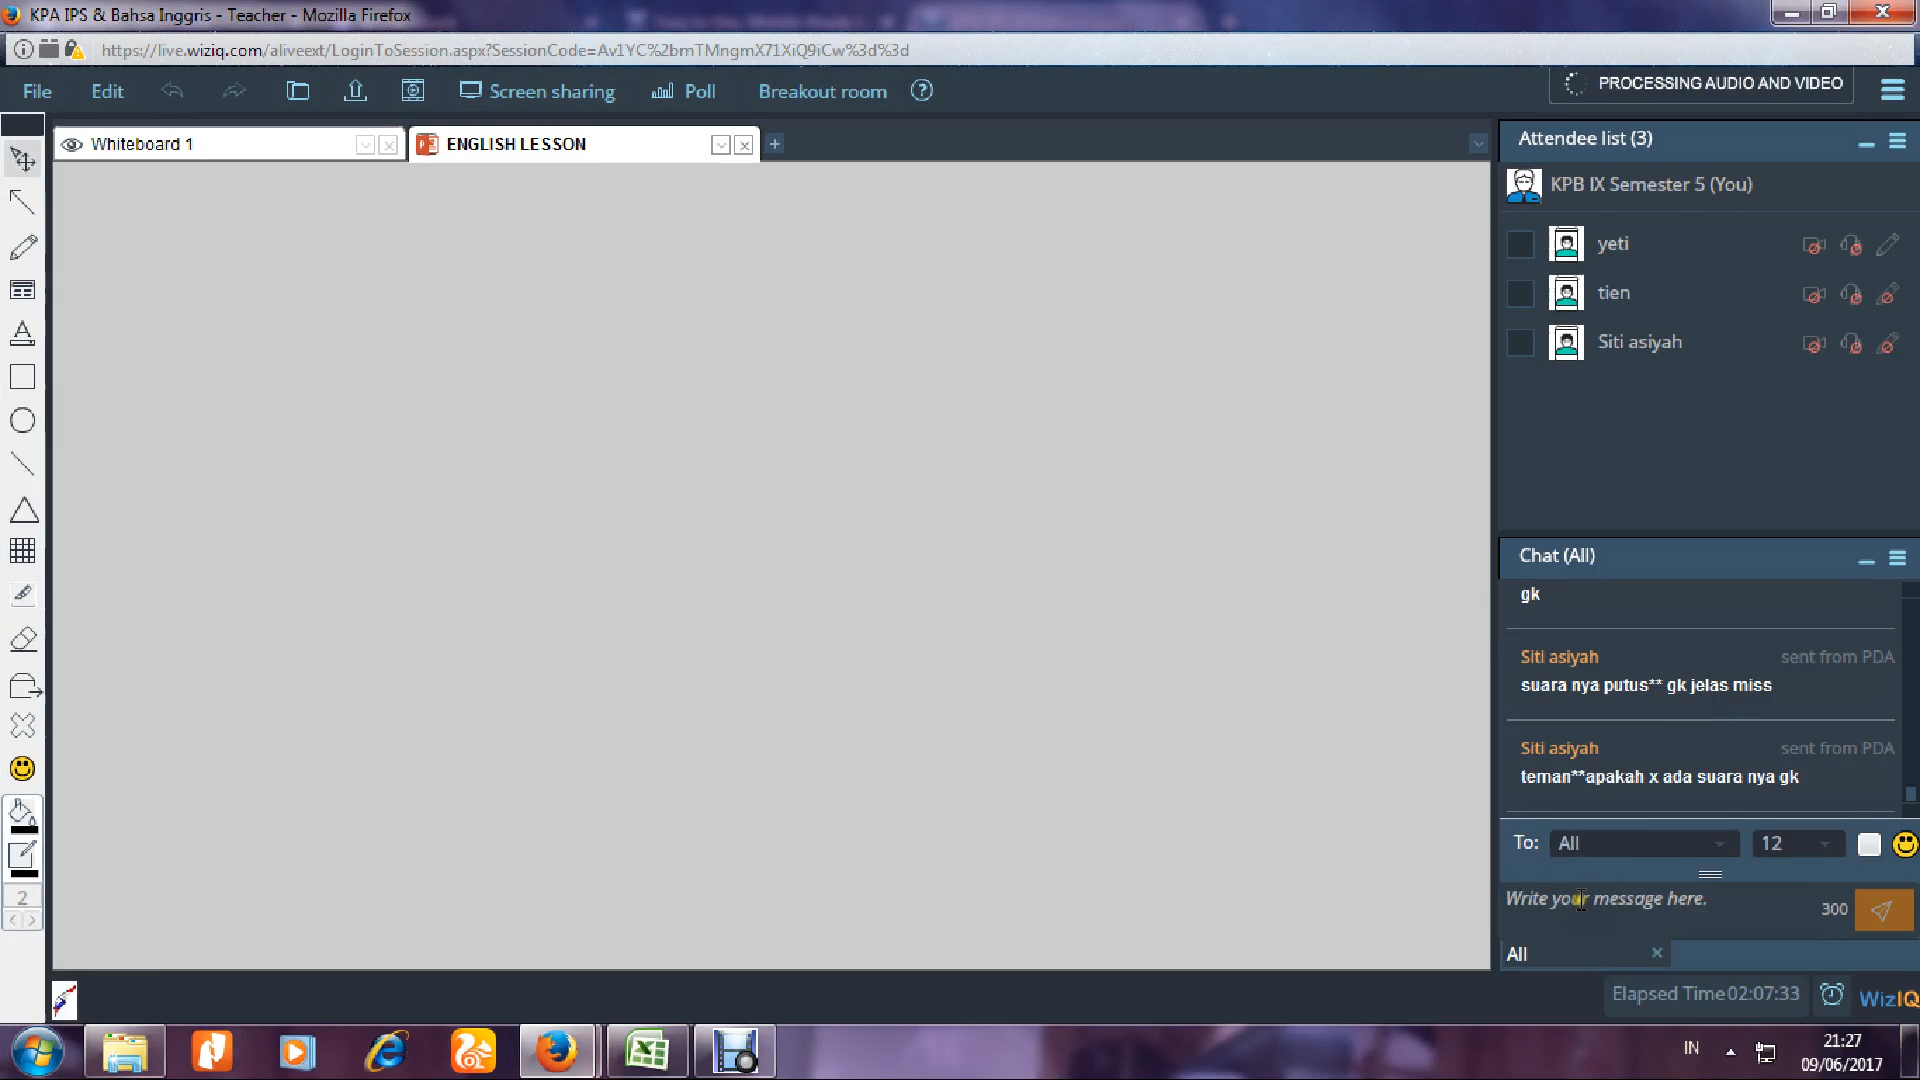 KPA IPS & Bahsa Inggris - Teacher - Mozilla Firefox
https://live.wiziq.com/aliveext/LoginToSession.aspx?SessionCode=Av1YC%2bmTMngmX71XiQ9iCw%3d%3d
File Edit Screen sharing Poll Breakout room PROCESSING AUDIO AND VIDEO
Whiteboard 1 ENGLISH LESSON
Attendee list (3)
KPB IX Semester 5 (You)
yeti
tien
Siti asiyah
Chat (All)
gk
Siti asiyah sent from PDA
suara nya putus** gk jelas miss
Siti asiyah sent from PDA
teman**apakah x ada suara nya gk
To: All 12
Write your message here. 300
All
2
Elapsed Time02:07:33 WizIQ
IN 21:27
09/06/2017